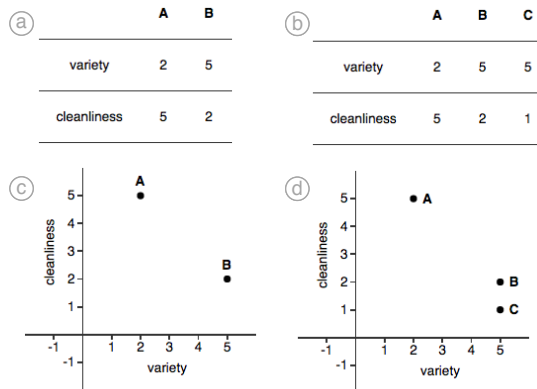 a
A B
variety 2 5
cleanliness 5 2
b
A B C
variety 2 5 5
cleanliness 5 2 1
c
A
5
4
cleanliness
3
B
2
1
-1 1 2 3 4 5
-1
variety
d
5 A
4
cleanliness
3
2 B
1 C
-1 1 2 3 4 5
-1
variety